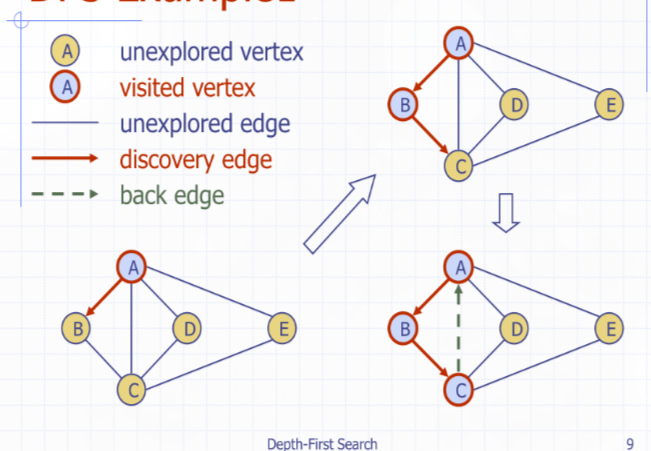 A unexplored vertex
A visited vertex
unexplored edge
discovery edge
back edge
A
B
D
E
C
A
B
D
E
C
A
B
D
E
C
Depth-First Search
9